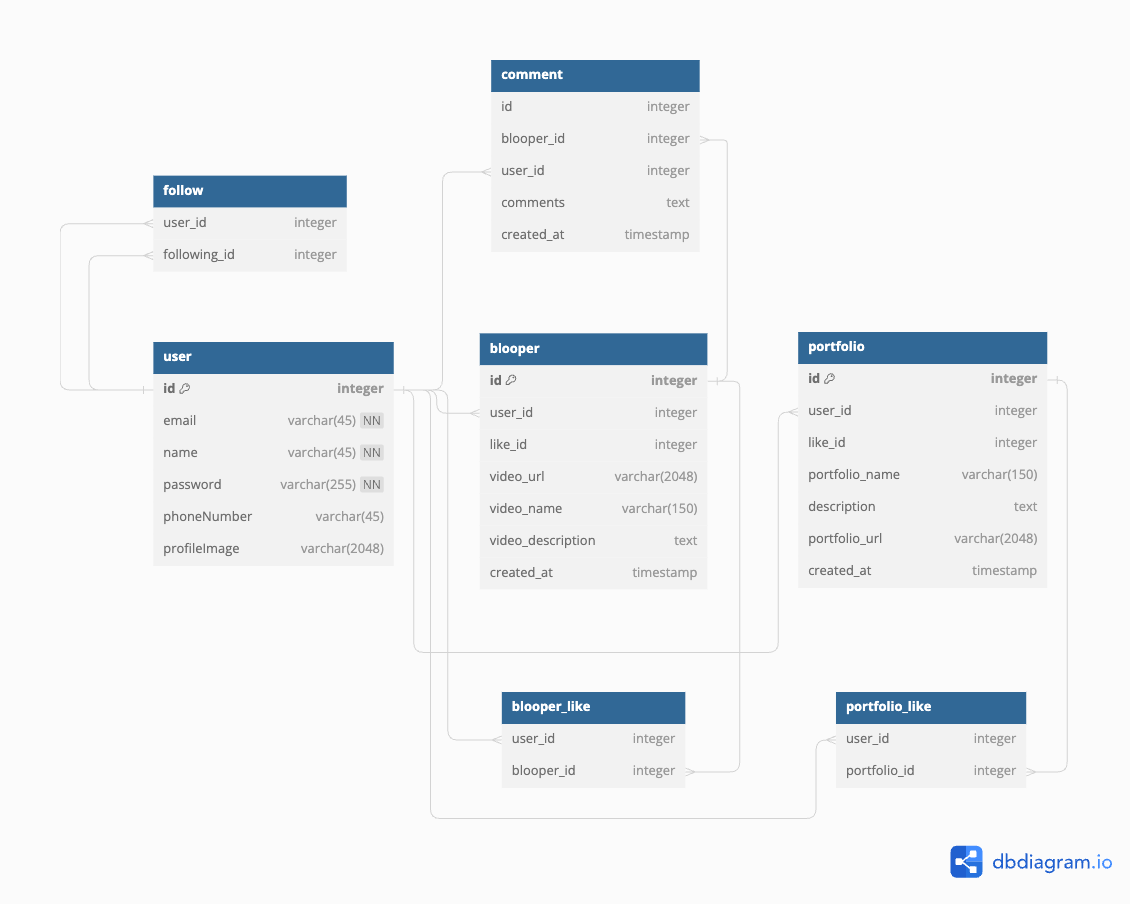 comment
id integer
blooper_id integer
user_id integer
comments text
created_at timestamp
follow
user_id integer
following_id integer
user
id integer
email varchar(45) NN
name varchar(45) NN
password varchar(255) NN
phoneNumber varchar(45)
profileImage varchar(2048)
blooper
id integer
user_id integer
like_id integer
video_url varchar(2048)
video_name varchar(150)
video_description text
created_at timestamp
portfolio
id integer
user_id integer
like_id integer
portfolio_name varchar(150)
description text
portfolio_url varchar(2048)
created_at timestamp
blooper_like
user_id integer
blooper_id integer
portfolio_like
user_id integer
portfolio_id integer
dbdiagram.io